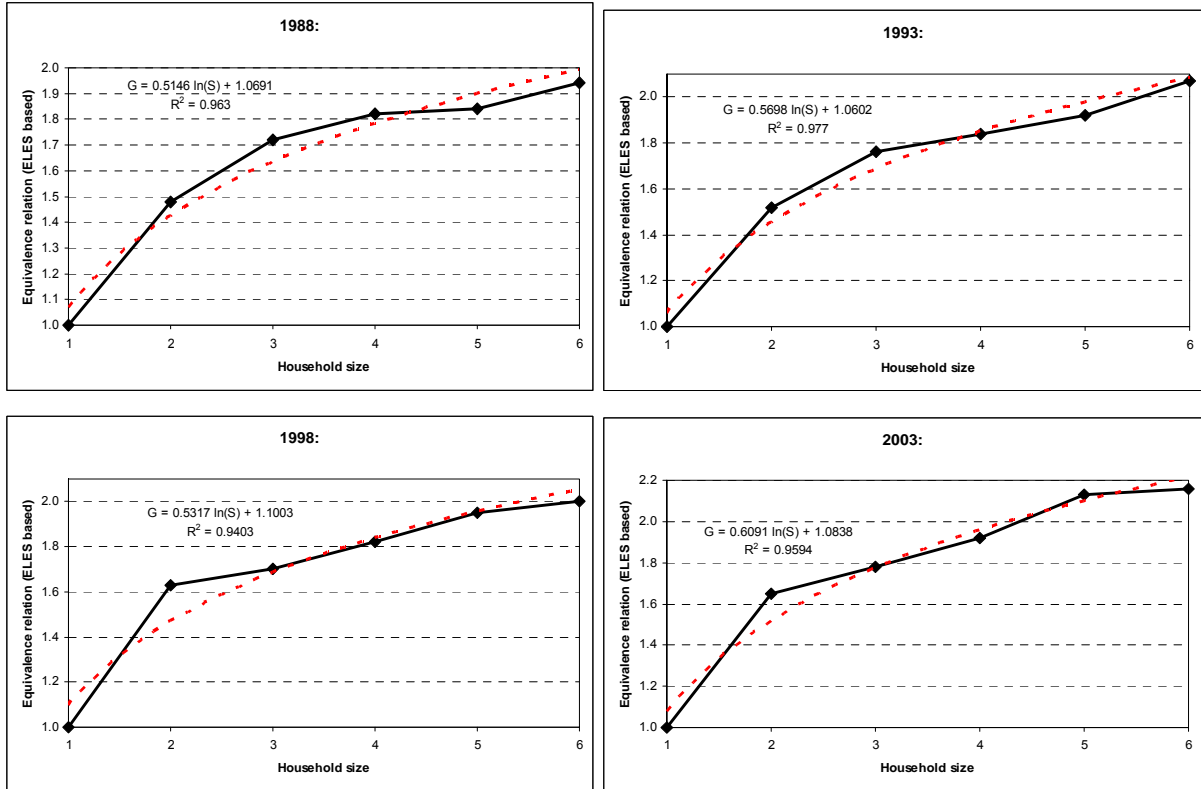 1988:
G = 0.5146 ln(S) + 1.0691
R² = 0.963
Equivalence relation (ELES based)
2.0
1.9
1.8
1.7
1.6
1.5
1.4
1.3
1.2
1.1
1.0
1 2 3 4 5 6
Household size
1993:
G = 0.5698 ln(S) + 1.0602
R² = 0.977
Equivalence relation (ELES based)
2.0
1.8
1.6
1.4
1.2
1.0
1 2 3 4 5 6
Household size
1998:
G = 0.5317 ln(S) + 1.1003
R² = 0.9403
Equivalence relation (ELES based)
2.0
1.8
1.6
1.4
1.2
1.0
1 2 3 4 5 6
Household size
2003:
G = 0.6091 ln(S) + 1.0838
R² = 0.9594
Equivalence relation (ELES based)
2.2
2.0
1.8
1.6
1.4
1.2
1.0
1 2 3 4 5 6
Household size